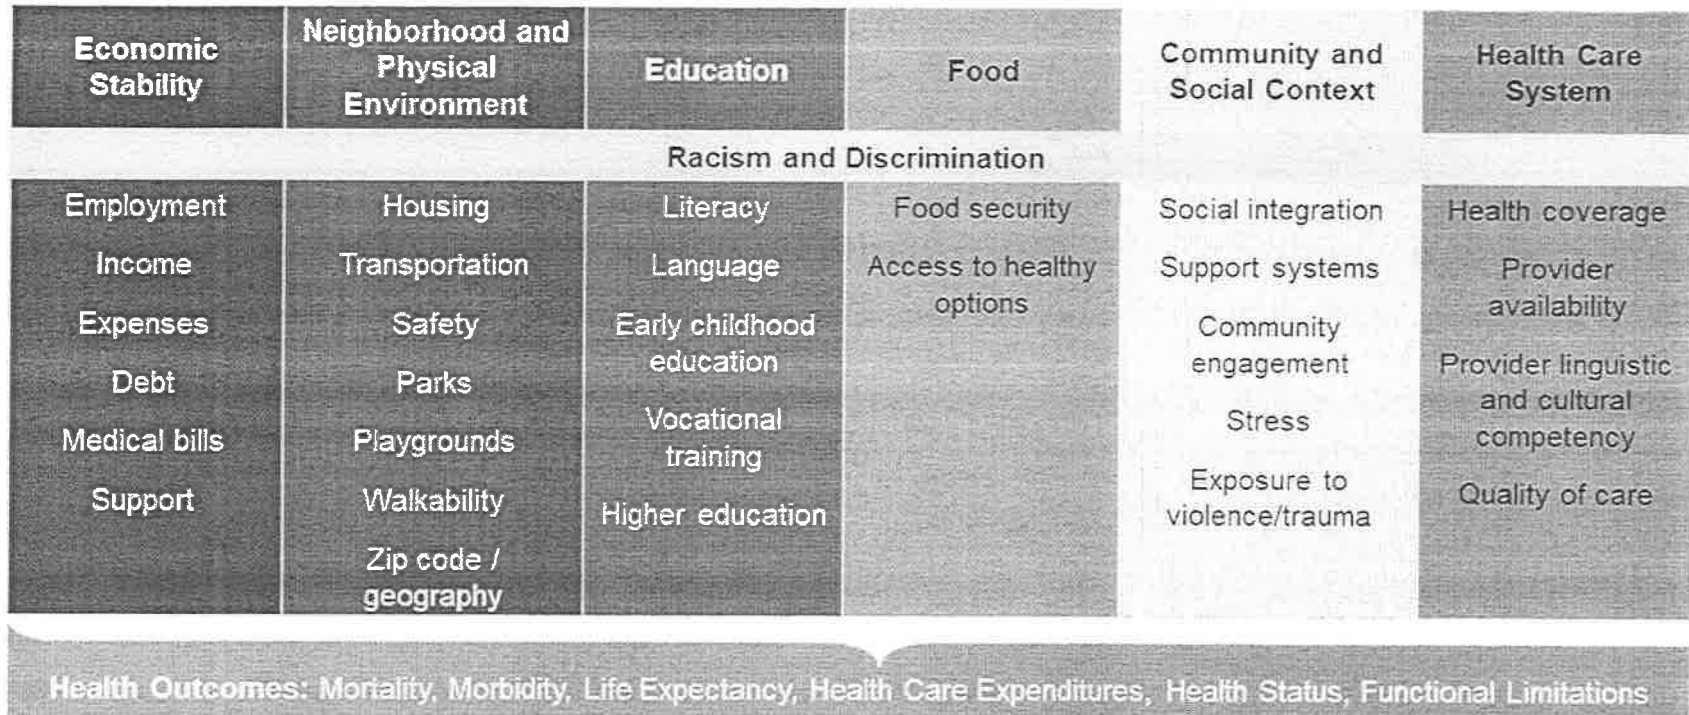 Economic
Stability
Neighborhood and
Physical
Environment
Education
Food
Community and
Social Context
Health Care
System
Racism and Discrimination
Employment
Income
Expenses
Debt
Medical bills
Support
Housing
Transportation
Safety
Parks
Playgrounds
Walkability
Zip code /
geography
Literacy
Language
Early childhood
education
Vocational
training
Higher education
Food security
Access to healthy
options
Social integration
Support systems
Community
engagement
Stress
Exposure to
violence/trauma
Health coverage
Provider
availability
Provider linguistic
and cultural
competency
Quality of care
Health Outcomes: Mortality, Morbidity, Life Expectancy, Health Care Expenditures, Health Status, Functional Limitations